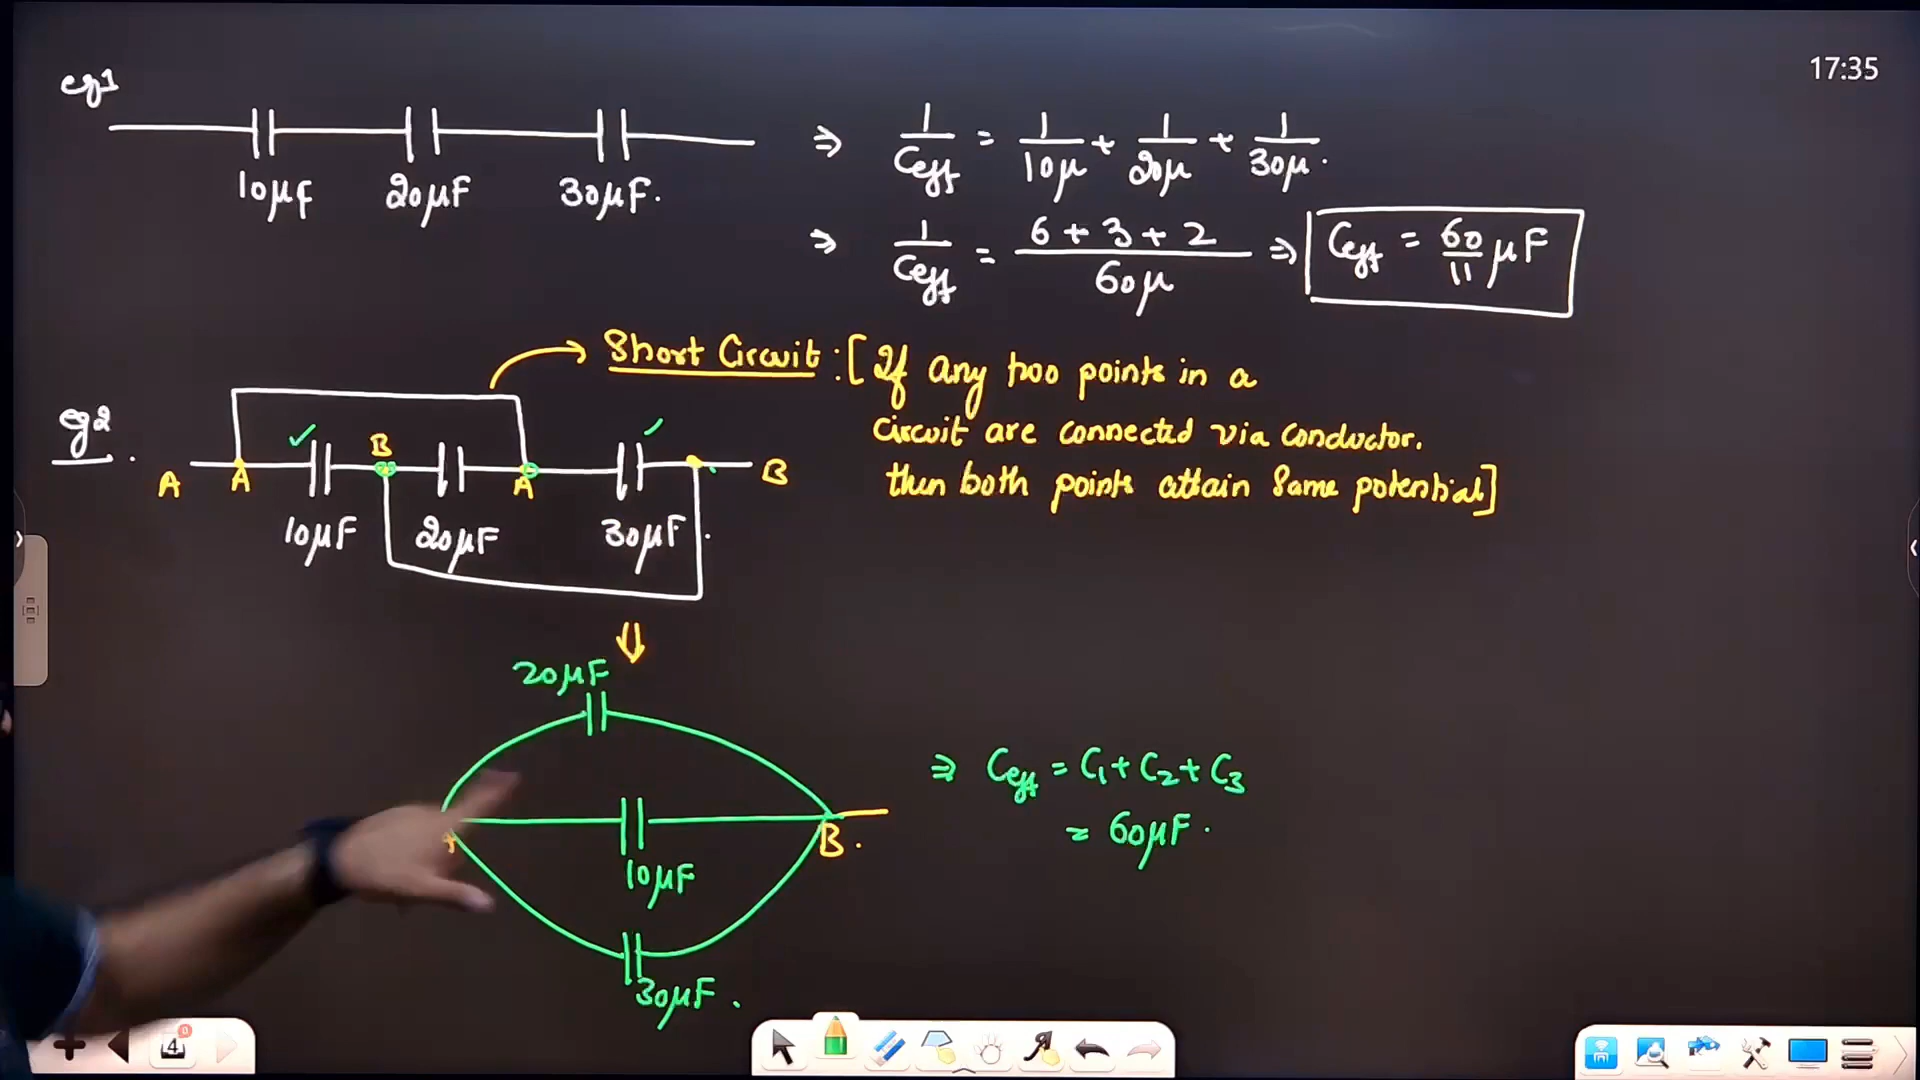 17:35
eg1
10μF 20μF 30μF.
⇒ 1/Ceff = 1/10μ + 1/20μ + 1/30μ.
⇒ 1/Ceff = 6+3+2/60μ ⇒ Ceff = 60/11 μF
Short Circuit : [If any two points in a
circuit are connected via conductor.
then both points attain same potential]
eg2.
A A B A B
10μF 20μF 30μF.
20μF
10μF
30μF.
B.
⇒ Ceff = C1 + C2 + C3
= 60μF.
4